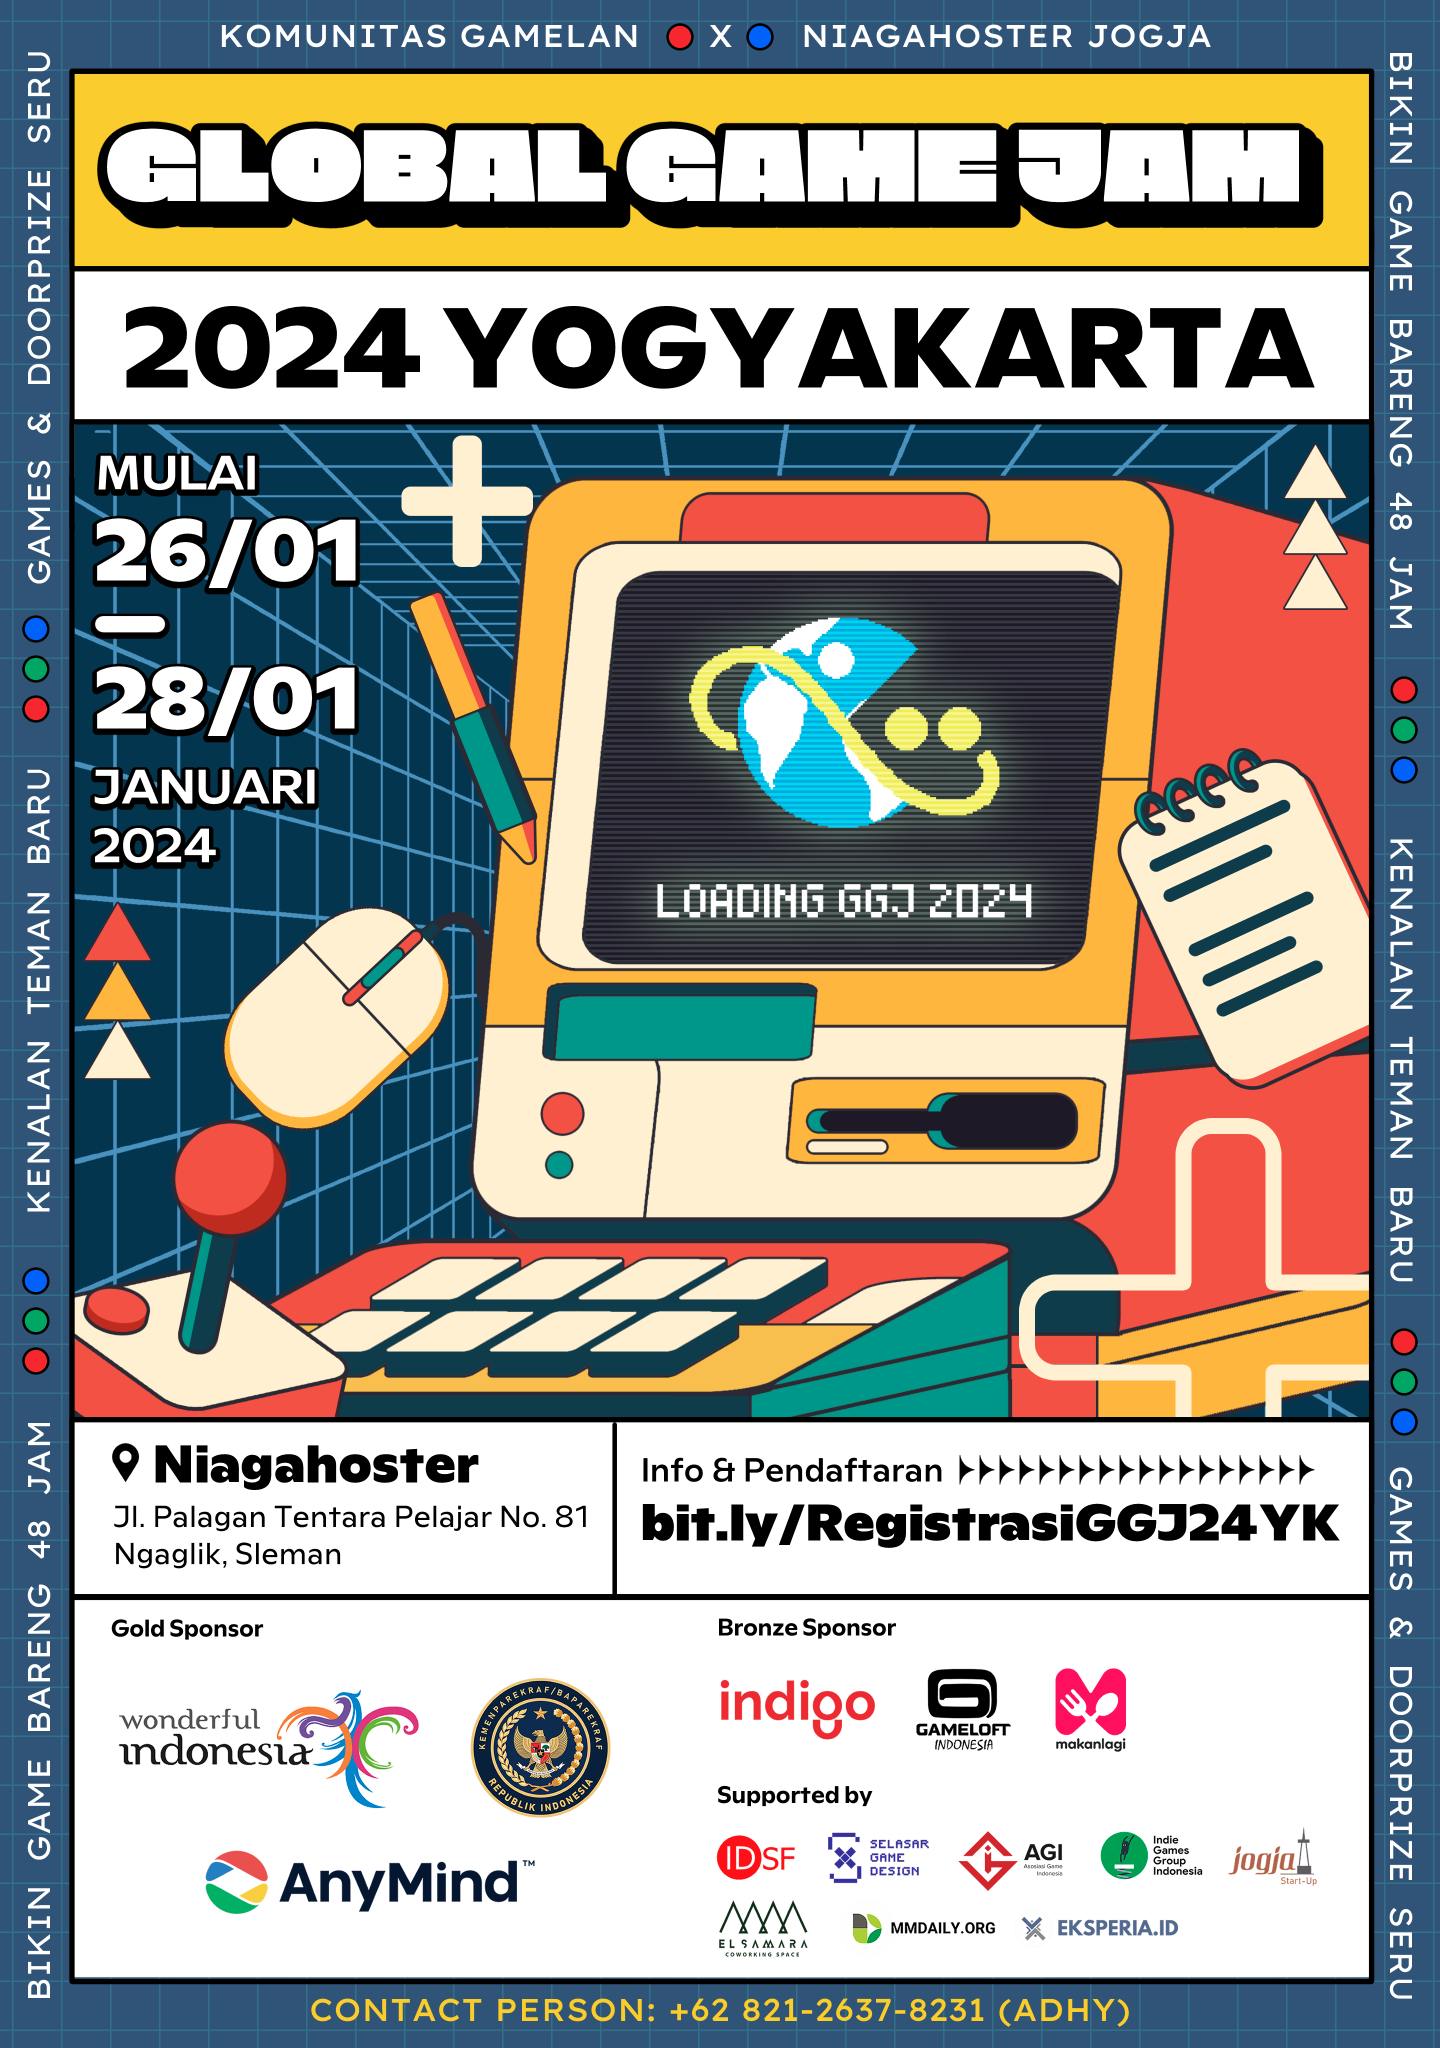 KOMUNITAS GAMELAN X NIAGAHOSTER JOGJA
GLOBAL GAME JAM
2024 YOGYAKARTA
MULAI
26/01
—
28/01
JANUARI
2024
LOADING GGJ 2024
BIKIN GAME BARENG 48 JAM KENALAN TEMAN BARU GAMES & DOORPRIZE SERU
BIKIN GAME BARENG 48 JAM KENALAN TEMAN BARU GAMES & DOORPRIZE SERU
Niagahoster
Jl. Palagan Tentara Pelajar No. 81
Ngaglik, Sleman
Info & Pendaftaran
bit.ly/RegistrasiGGJ24YK
Gold Sponsor
wonderful
indonesia
KEMENPAREKRAF/BAPAREKRAF
REPUBLIK INDONESIA
AnyMind™
Bronze Sponsor
indigo
GAMELOFT
INDONESIA
makanlagi
Supported by
IDSF
SELASAR
GAME
DESIGN
AGI
Asosiasi Game
Indonesia
Indie
Games
Group
Indonesia
jogja
Start-Up
ELSAMARA
COWORKING SPACE
MMDAILY.ORG
EKSPERIA.ID
CONTACT PERSON: +62 821-2637-8231 (ADHY)